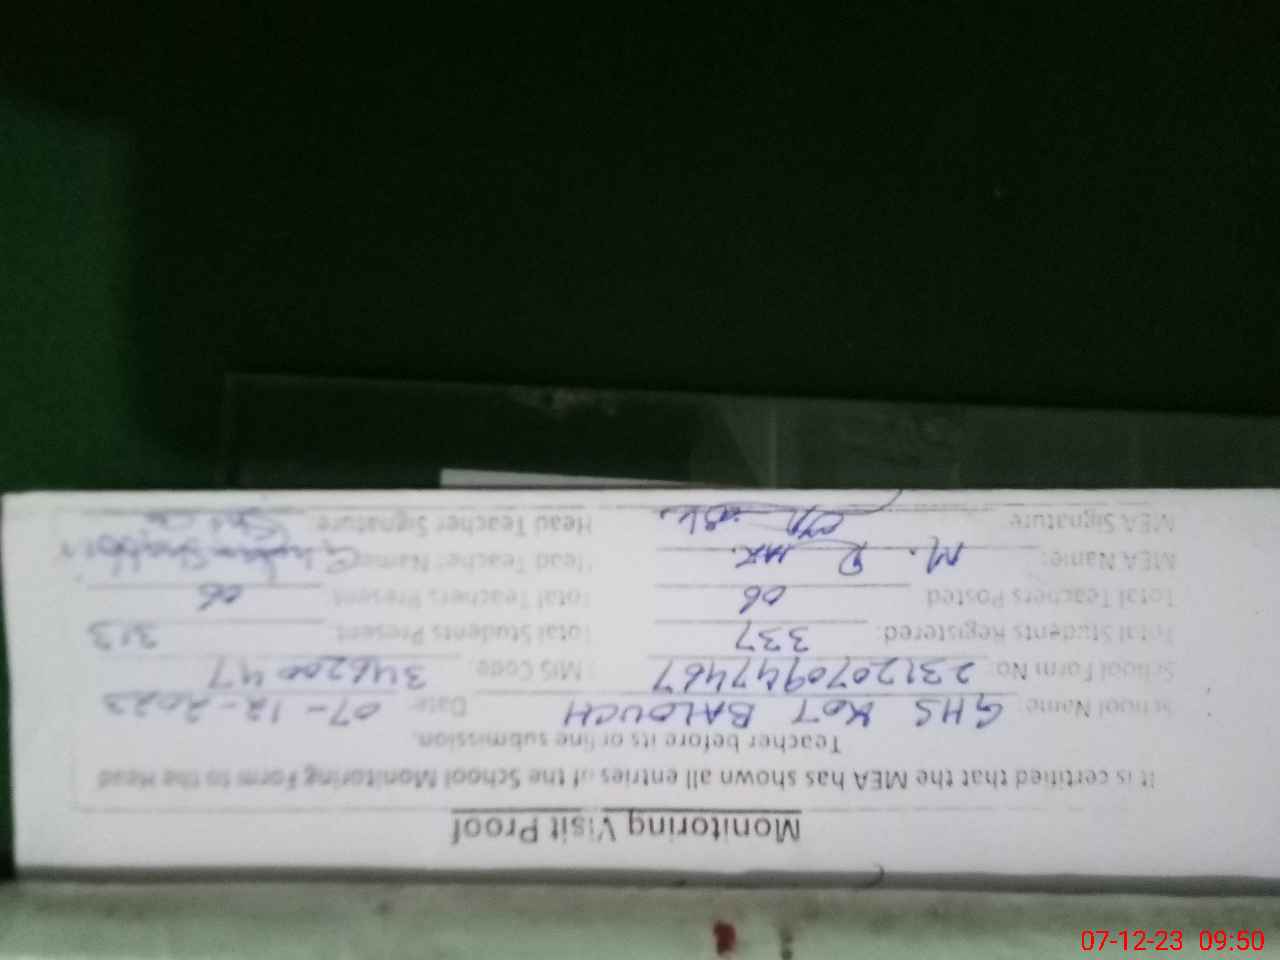 Monitoring Visit Proof
It is certified that the MEA has shown all entries of the School Monitoring Form to the Head
Teacher before its or line submission.
School Name: GHS KOT BALOUCH Date: 07-12-2023
School Form No: 2312070947467 MIS Code: 34620047
Total Students Registered: 337 Total Students Present: 313
Total Teachers Posted 06 Total Teachers Present 06
MEA Name: M. Head Teacher Name: Ghulam Shabbir
MEA Signature Head Teacher Signature:
07-12-23 09:50